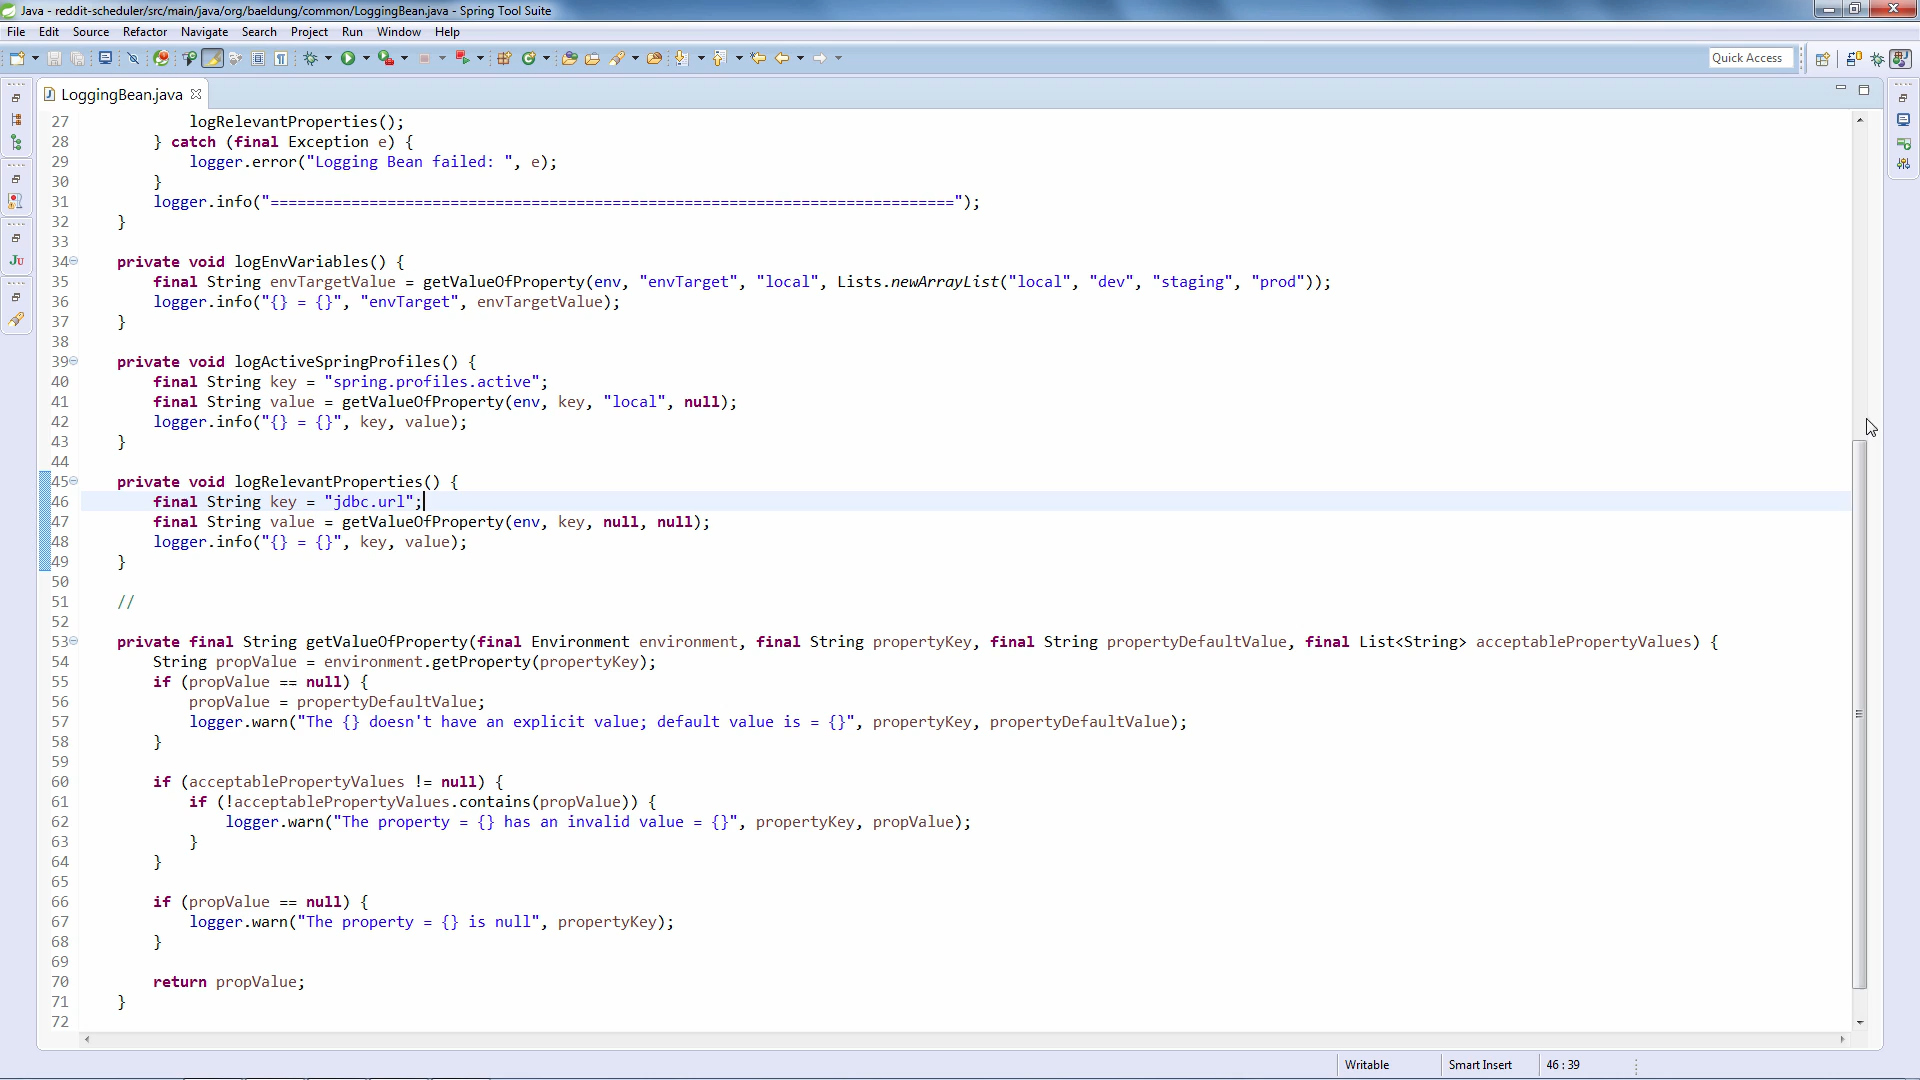 Java - reddit-scheduler/src/main/java/org/baeldung/common/LoggingBean.java - Spring Tool Suite
File Edit Source Refactor Navigate Search Project Run Window Help
Quick Access
LoggingBean.java
27 logRelevantProperties();
28 } catch (final Exception e) {
29 logger.error("Logging Bean failed: ", e);
30 }
31 logger.info("============================================================================");
32 }
33
34 private void logEnvVariables() {
35 final String envTargetValue = getValueOfProperty(env, "envTarget", "local", Lists.newArrayList("local", "dev", "staging", "prod"));
36 logger.info("{} = {}", "envTarget", envTargetValue);
37 }
38
39 private void logActiveSpringProfiles() {
40 final String key = "spring.profiles.active";
41 final String value = getValueOfProperty(env, key, "local", null);
42 logger.info("{} = {}", key, value);
43 }
44
45 private void logRelevantProperties() {
46 final String key = "jdbc.url";
47 final String value = getValueOfProperty(env, key, null, null);
48 logger.info("{} = {}", key, value);
49 }
50
51 //
52
53 private final String getValueOfProperty(final Environment environment, final String propertyKey, final String propertyDefaultValue, final List<String> acceptablePropertyValues) {
54 String propValue = environment.getProperty(propertyKey);
55 if (propValue == null) {
56 propValue = propertyDefaultValue;
57 logger.warn("The {} doesn't have an explicit value; default value is = {}", propertyKey, propertyDefaultValue);
58 }
59
60 if (acceptablePropertyValues != null) {
61 if (!acceptablePropertyValues.contains(propValue)) {
62 logger.warn("The property = {} has an invalid value = {}", propertyKey, propValue);
63 }
64 }
65
66 if (propValue == null) {
67 logger.warn("The property = {} is null", propertyKey);
68 }
69
70 return propValue;
71 }
72
Writable Smart Insert 46 : 39